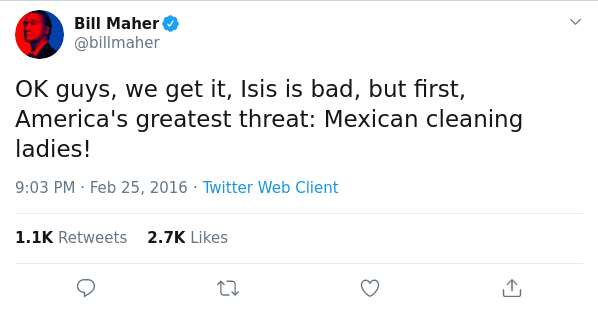 Bill Maher
@billmaher
OK guys, we get it, Isis is bad, but first,
America's greatest threat: Mexican cleaning
ladies!
9:03 PM · Feb 25, 2016 · Twitter Web Client
1.1K Retweets 2.7K Likes